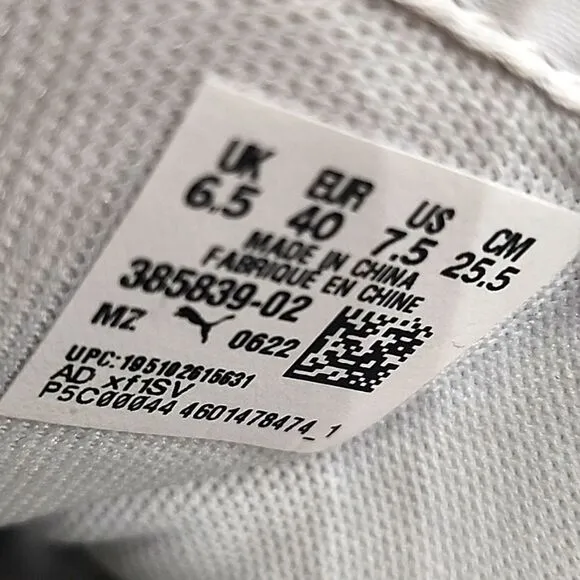 UK EUR US CM
6.5 40 7.5 25.5
MADE IN CHINA
FABRIQUE EN CHINE
385839-02
MZ 0622
UPC:195102615631
AD xf1SV
P5C00044 4601478474_1